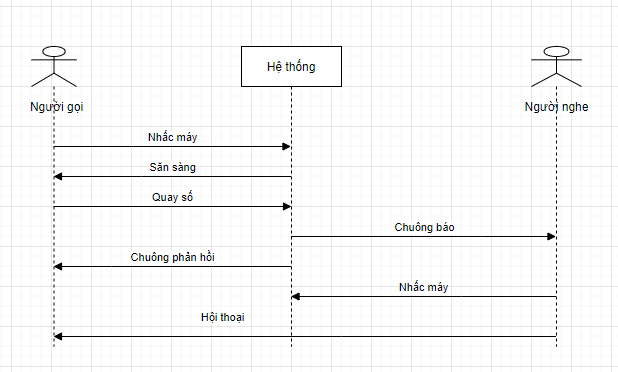 Hệ thống
Người gọi
Người nghe
Nhấc máy
Săn sàng
Quay số
Chuông báo
Chuông phản hồi
Nhấc máy
Hội thoại